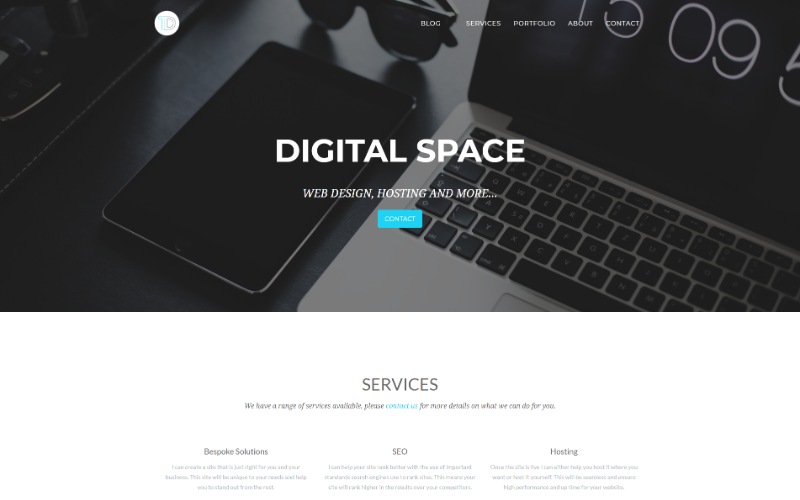 TD
BLOG SERVICES PORTFOLIO ABOUT CONTACT
15 09 5
DIGITAL SPACE
WEB DESIGN, HOSTING AND MORE...
CONTACT
SERVICES
We have a range of services available, please contact us for more details on what we can do for you.
Bespoke Solutions SEO Hosting
I can create a site that is just right for you and your I can help your site rank better with the use of important Once the site is live I can either help you host it where you
business. This site will be unique to your needs and help standards search engines use to rank sites. This means your want or host it yourself. This will be seamless and ensure
you to stand out from the rest. site will rank higher in the results over your competitors. high performance and up time for your website.